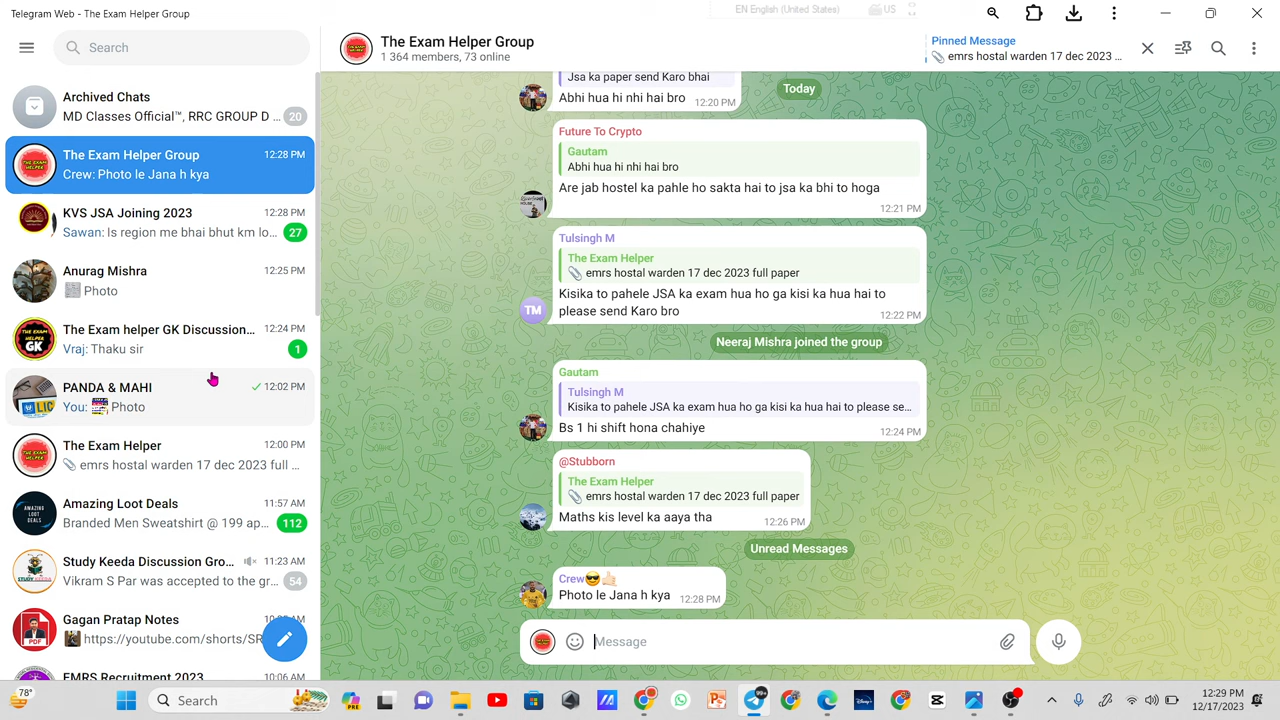 Telegram Web - The Exam Helper Group
EN English (United States)
US
Search
The Exam Helper Group
1 364 members, 73 online
Pinned Message
emrs hostel warden 17 dec 2023 ...
Archived Chats
MD Classes Official™, RRC GROUP D ... 20
The Exam Helper Group 12:28 PM
Crew: Photo le Jana h kya
KVS JSA Joining 2023 12:28 PM
Sawan: Is region me bhai bhut km lo... 27
Anurag Mishra 12:25 PM
Photo
The Exam helper GK Discussion... 12:24 PM
Vraj: Thaku sir 1
PANDA & MAHI 12:02 PM
You: Photo
The Exam Helper 12:00 PM
emrs hostal warden 17 dec 2023 full ...
Amazing Loot Deals 11:57 AM
Branded Men Sweatshirt @ 199 ap... 112
Study Keeda Discussion Gro... 11:23 AM
Vikram S Par was accepted to the gr... 54
Gagan Pratap Notes
https://youtube.com/shorts/SR
EMRS Recruitment 2023 10:06 AM
Jsa ka paper send Karo bhai
Abhi hua hi nhi hai bro 12:20 PM
Today
Future To Crypto
Gautam
Abhi hua hi nhi hai bro
Are jab hostel ka pahle ho sakta hai to jsa ka bhi to hoga
12:21 PM
Tulsingh M
The Exam Helper
emrs hostal warden 17 dec 2023 full paper
Kisika to pahele JSA ka exam hua ho ga kisi ka hua hai to
please send Karo bro
12:22 PM
TM
Neeraj Mishra joined the group
Gautam
Tulsingh M
Kisika to pahele JSA ka exam hua ho ga kisi ka hua hai to please se...
Bs 1 hi shift hona chahiye
12:24 PM
@Stubborn
The Exam Helper
emrs hostal warden 17 dec 2023 full paper
Maths kis level ka aaya tha
12:26 PM
Unread Messages
Crew😎🤙🏻
Photo le Jana h kya 12:28 PM
Message
78°
Search
PRE
99+
12:29 PM
12/17/2023